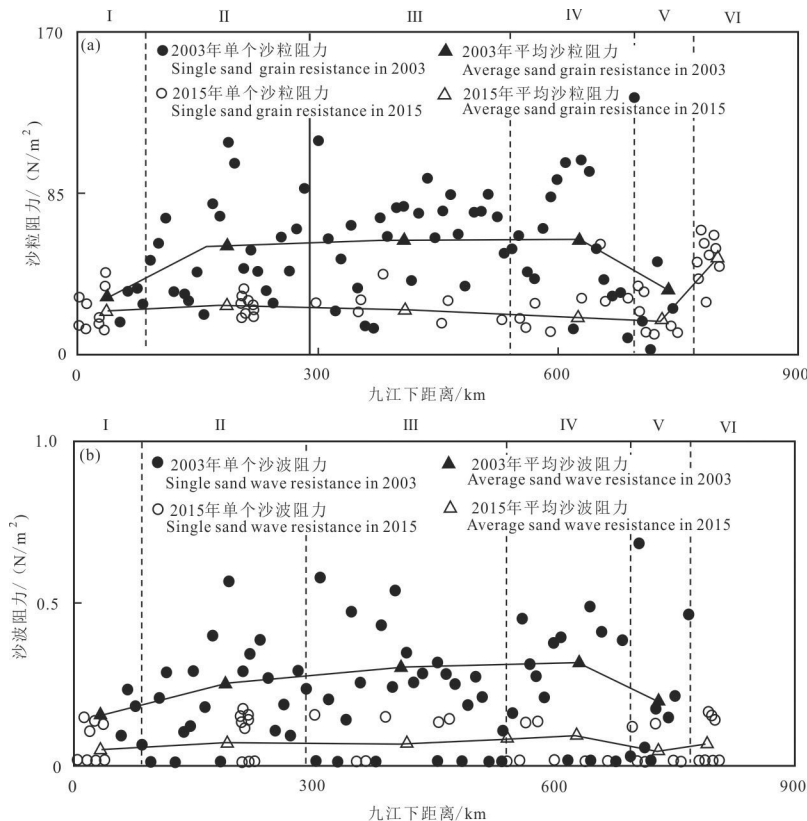 I II III IV V VI
170
(a)
● 2003年单个沙粒阻力 ▲ 2003年平均沙粒阻力
Single sand grain resistance in 2003 Average sand grain resistance in 2003
○ 2015年单个沙粒阻力 △ 2015年平均沙粒阻力
Single sand grain resistance in 2015 Average sand grain resistance in 2015
沙粒阻力/（N/m²）
85
0
0 300 600 900
九江下距离/km
I II III IV V VI
1.0
(b)
● 2003年单个沙波阻力 ▲ 2003年平均沙波阻力
Single sand wave resistance in 2003 Average sand wave resistance in 2003
○ 2015年单个沙波阻力 △ 2015年平均沙波阻力
Single sand wave resistance in 2015 Average sand wave resistance in 2015
沙波阻力/（N/m²）
0.5
0
0 300 600 900
九江下距离/km